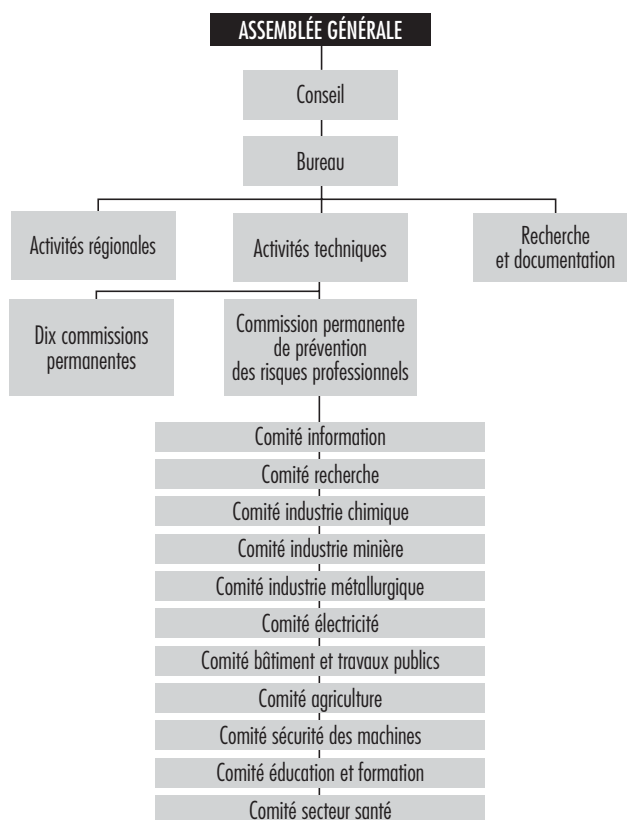 ASSEMBLÉE GÉNÉRALE
Conseil
Bureau
Activités régionales
Activités techniques
Recherche
et documentation
Dix commissions
permanentes
Commission permanente
de prévention
des risques professionnels
Comité information
Comité recherche
Comité industrie chimique
Comité industrie minière
Comité industrie métallurgique
Comité électricité
Comité bâtiment et travaux publics
Comité agriculture
Comité sécurité des machines
Comité éducation et formation
Comité secteur santé